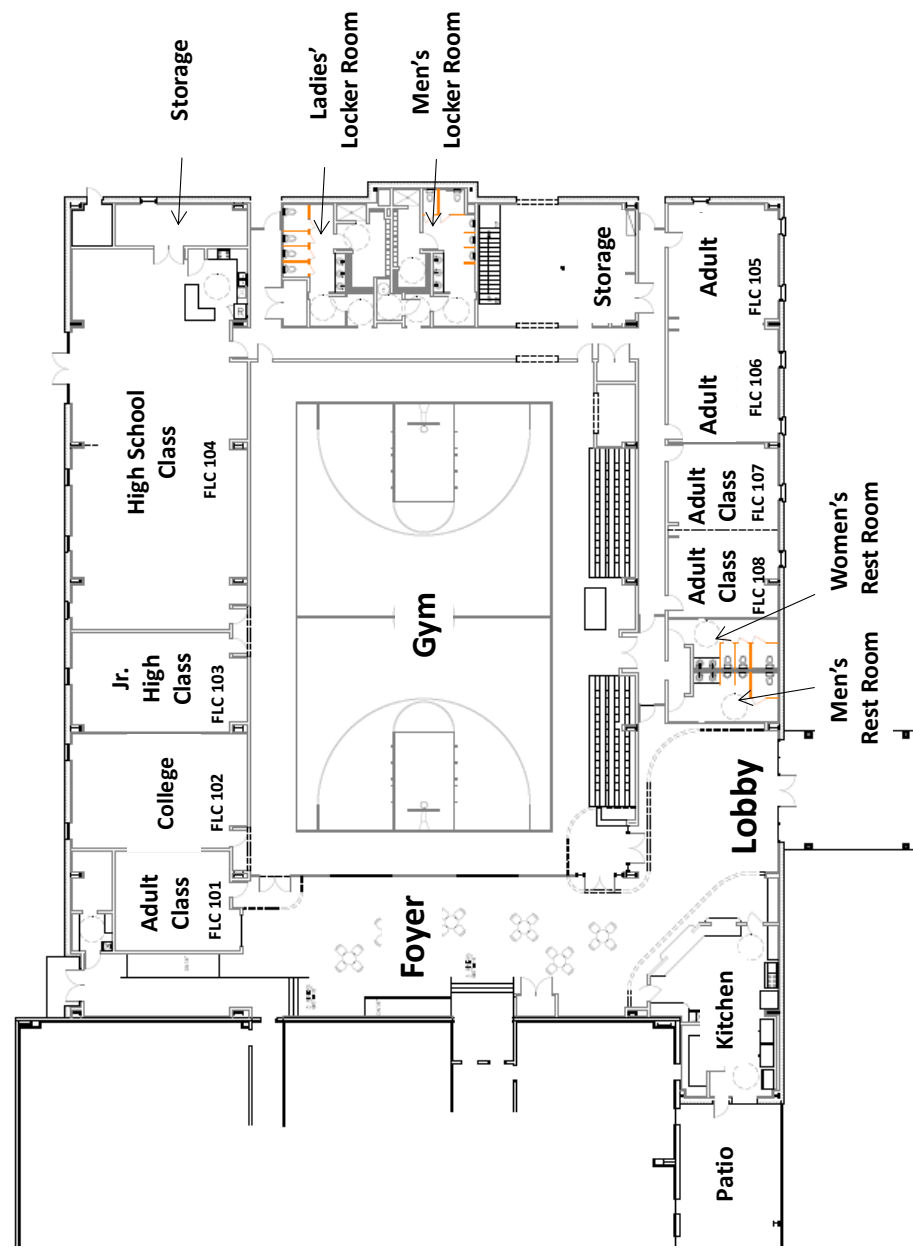 High School
Class
FLC 104
Jr.
High
Class
FLC 103
College
FLC 102
Adult
Class
FLC 101
Storage
Ladies'
Locker Room
Men's
Locker Room
Gym
Foyer
Storage
Adult
FLC 105
Adult
FLC 106
Adult
Class
FLC 107
Adult
Class
FLC 108
Women's
Rest Room
Men's
Rest Room
Lobby
Kitchen
Patio